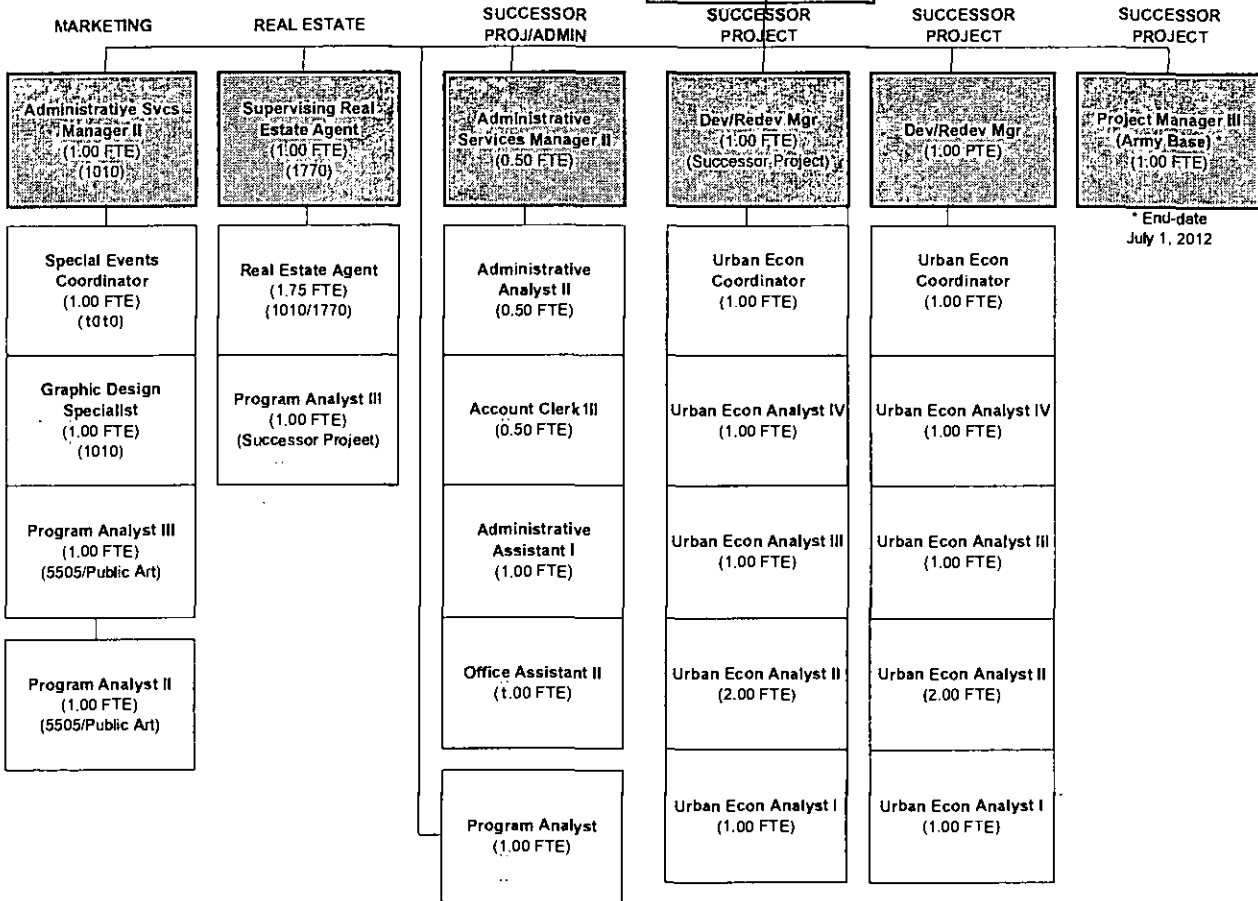 MARKETING
Administrative Svcs
Manager II
(1.00 FTE)
(1010)
Special Events
Coordinator
(1.00 FTE)
(t0t0)
Graphic Design
Specialist
(1.00 FTE)
(1010)
Program Analyst III
(1.00 FTE)
(5505/Public Art)
Program Analyst II
(1.00 FTE)
(5505/Public Art)
REAL ESTATE
Supervising Real
Estate Agent
(1.00 FTE)
(1770)
Real Estate Agent
(1.75 FTE)
(1010/1770)
Program Analyst III
(1.00 FTE)
(Successor Projeet)
SUCCESSOR
PROJ/ADMIN
Administrative
Services Manager II
(0.50 FTE)
Administrative
Analyst II
(0.50 FTE)
Account Clerk III
(0.50 FTE)
Administrative
Assistant I
(1.00 FTE)
Office Assistant II
(t.00 FTE)
Program Analyst
(1.00 FTE)
SUCCESSOR
PROJECT
Dev/Redev Mgr
(1.00 FTE)
(Successor Project)
Urban Econ
Coordinator
(1.00 FTE)
Urban Econ Analyst IV
(1.00 FTE)
Urban Econ Analyst III
(1.00 FTE)
Urban Econ Analyst II
(2.00 FTE)
Urban Econ Analyst I
(1.00 FTE)
SUCCESSOR
PROJECT
Dev/Redev Mgr
(1.00 PTE)
Urban Econ
Coordinator
(1.00 FTE)
Urban Econ Analyst IV
(1.00 FTE)
Urban Econ Analyst III
(1.00 FTE)
Urban Econ Analyst II
(2.00 FTE)
Urban Econ Analyst I
(1.00 FTE)
SUCCESSOR
PROJECT
Project Manager III
(Army Base)
(1.00 FTE)
* End-date
July 1, 2012